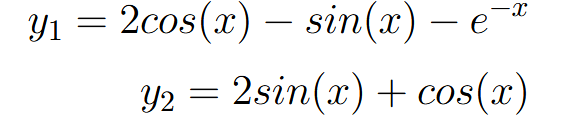 y₁ = 2cos(x) − sin(x) − e⁻ˣ
y₂ = 2sin(x) + cos(x)